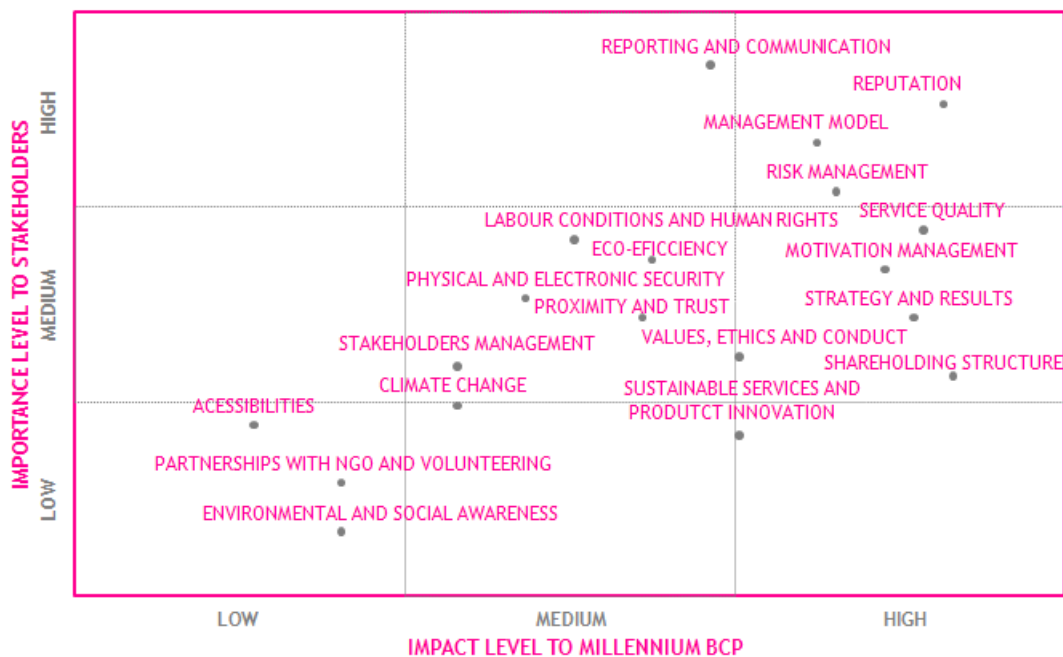 REPORTING AND COMMUNICATION
REPUTATION
MANAGEMENT MODEL
RISK MANAGEMENT
SERVICE QUALITY
LABOUR CONDITIONS AND HUMAN RIGHTS
ECO-EFICCIENCY
MOTIVATION MANAGEMENT
PHYSICAL AND ELECTRONIC SECURITY
PROXIMITY AND TRUST
STRATEGY AND RESULTS
STAKEHOLDERS MANAGEMENT
VALUES, ETHICS AND CONDUCT
SHAREHOLDING STRUCTURE
CLIMATE CHANGE
SUSTAINABLE SERVICES AND
PRODUTCT INNOVATION
ACESSIBILITIES
PARTNERSHIPS WITH NGO AND VOLUNTEERING
ENVIRONMENTAL AND SOCIAL AWARENESS
IMPORTANCE LEVEL TO STAKEHOLDERS
HIGH
MEDIUM
LOW
LOW
MEDIUM
HIGH
IMPACT LEVEL TO MILLENNIUM BCP